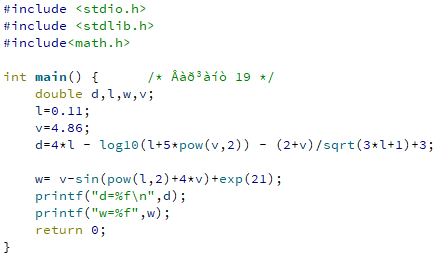 #include <stdio.h>
#include <stdlib.h>
#include<math.h>
int main() {      /* Âàð³àíò 19 */
    double d,l,w,v;
    l=0.11;
    v=4.86;
    d=4*l - log10(l+5*pow(v,2)) - (2+v)/sqrt(3*l+1)+3;
    w= v-sin(pow(l,2)+4*v)+exp(21);
    printf("d=%f\n",d);
    printf("w=%f",w);
    return 0;
}